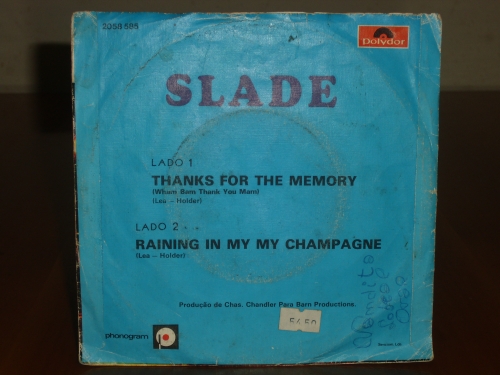 2058 585
Polydor
SLADE
LADO 1
THANKS FOR THE MEMORY
(Wham Bam Thank You Mam)
(Lea – Holder)
LADO 2
RAINING IN MY MY CHAMPAGNE
(Lea – Holder)
Produção de Chas. Chandler Para Barn Productions.
phonogram